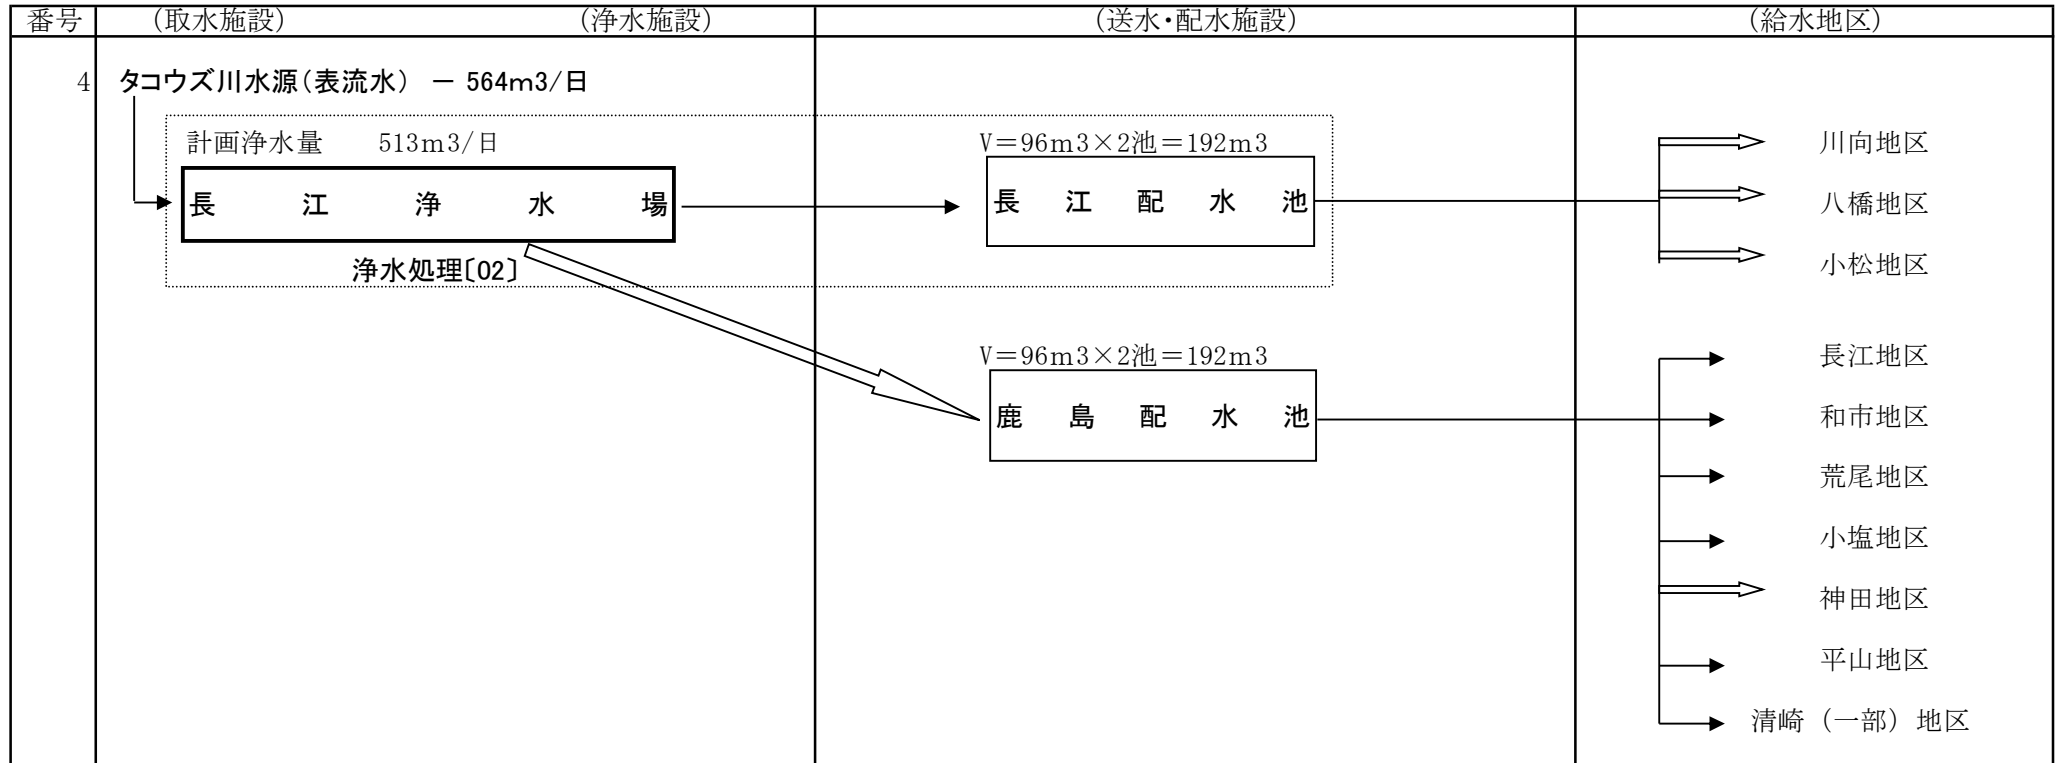 番号 (取水施設) (浄水施設) (送水・配水施設) (給水地区)
4 タコウズ川水源(表流水) － 564m3/日
計画浄水量 513m3/日
V＝96m3×2池＝192m3
川向地区
長江浄水場
長江配水池
八橋地区
浄水処理〔02〕
小松地区
V＝96m3×2池＝192m3
長江地区
鹿島配水池
和市地区
荒尾地区
小塩地区
神田地区
平山地区
清崎（一部）地区